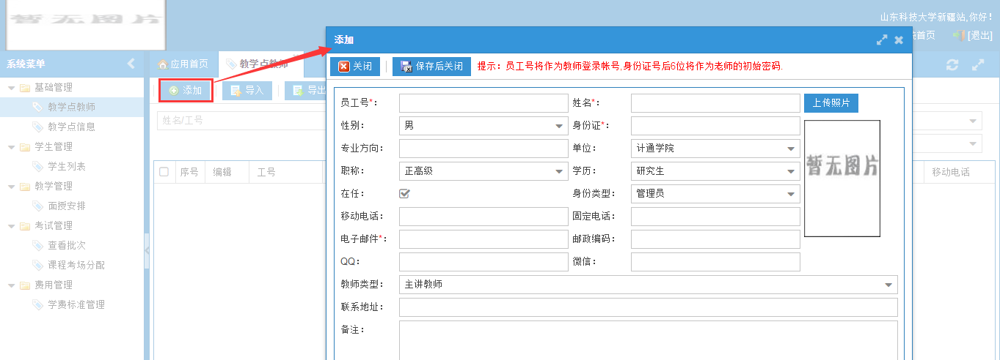 暂无图片
山东科技大学新疆站,你好!
统首页 [退出]
系统菜单
应用首页
教学点教师
基础管理
教学点教师
教学点信息
学生管理
学生列表
教学管理
面授安排
考试管理
查看批次
课程考场分配
费用管理
学费标准管理
添加
导入
导出
姓名/工号
序号 编辑 工号
移动电话
添加
关闭
保存后关闭
提示：员工号将作为教师登录帐号,身份证号后6位将作为老师的初始密码.
员工号*：
姓名*：
上传照片
性别： 男
身份证*：
专业方向：
单位： 计通学院
职称： 正高级
学历： 研究生
暂无图片
在任：
身份类型： 管理员
移动电话：
固定电话：
电子邮件*：
邮政编码：
QQ：
微信：
教师类型： 主讲教师
联系地址：
备注：